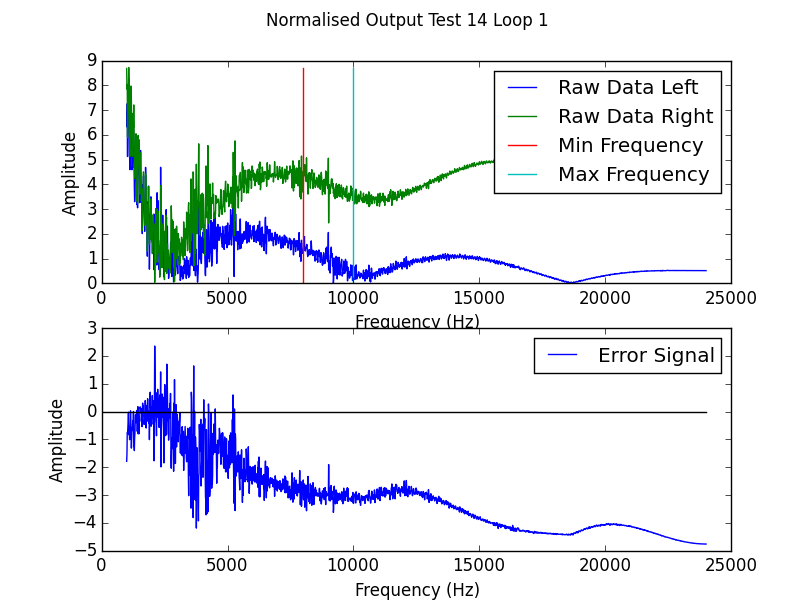 Normalised Output Test 14 Loop 1
9
8
7
6
5
4
3
2
1
0
Amplitude
Raw Data Left
Raw Data Right
Min Frequency
Max Frequency
0 5000 10000 15000 20000 25000
Frequency (Hz)
3
2
1
0
−1
−2
−3
−4
−5
Amplitude
Error Signal
0 5000 10000 15000 20000 25000
Frequency (Hz)